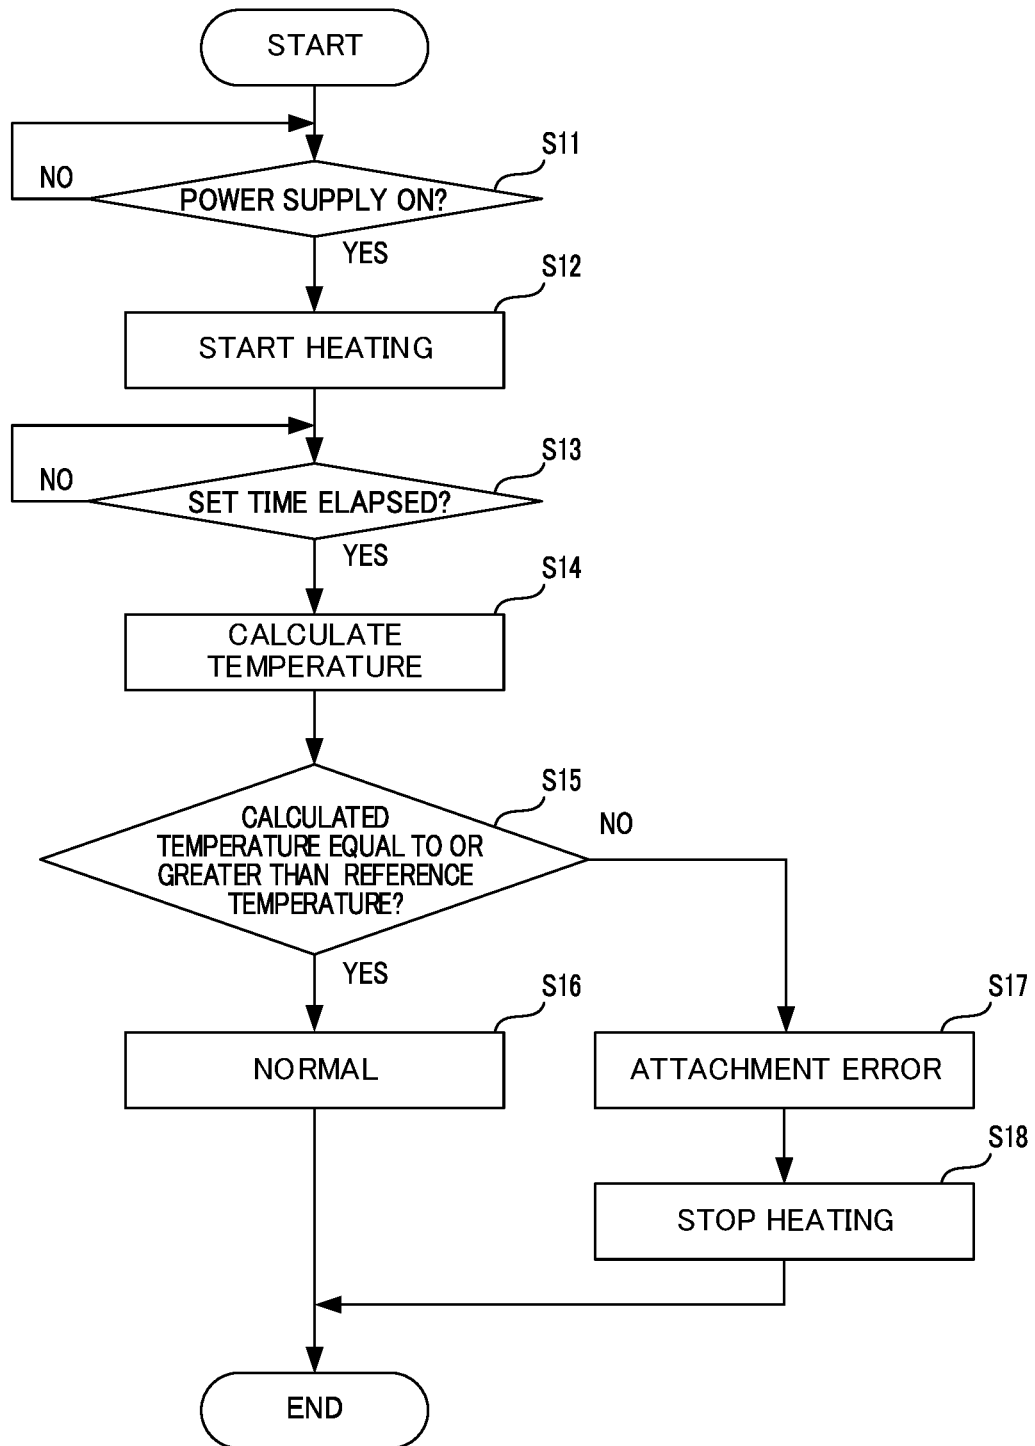 START
S11
NO
POWER SUPPLY ON?
YES
S12
START HEATING
S13
NO
SET TIME ELAPSED?
YES
S14
CALCULATE
TEMPERATURE
S15
CALCULATED
TEMPERATURE EQUAL TO OR
GREATER THAN REFERENCE
TEMPERATURE?
NO
YES
S16
NORMAL
S17
ATTACHMENT ERROR
S18
STOP HEATING
END